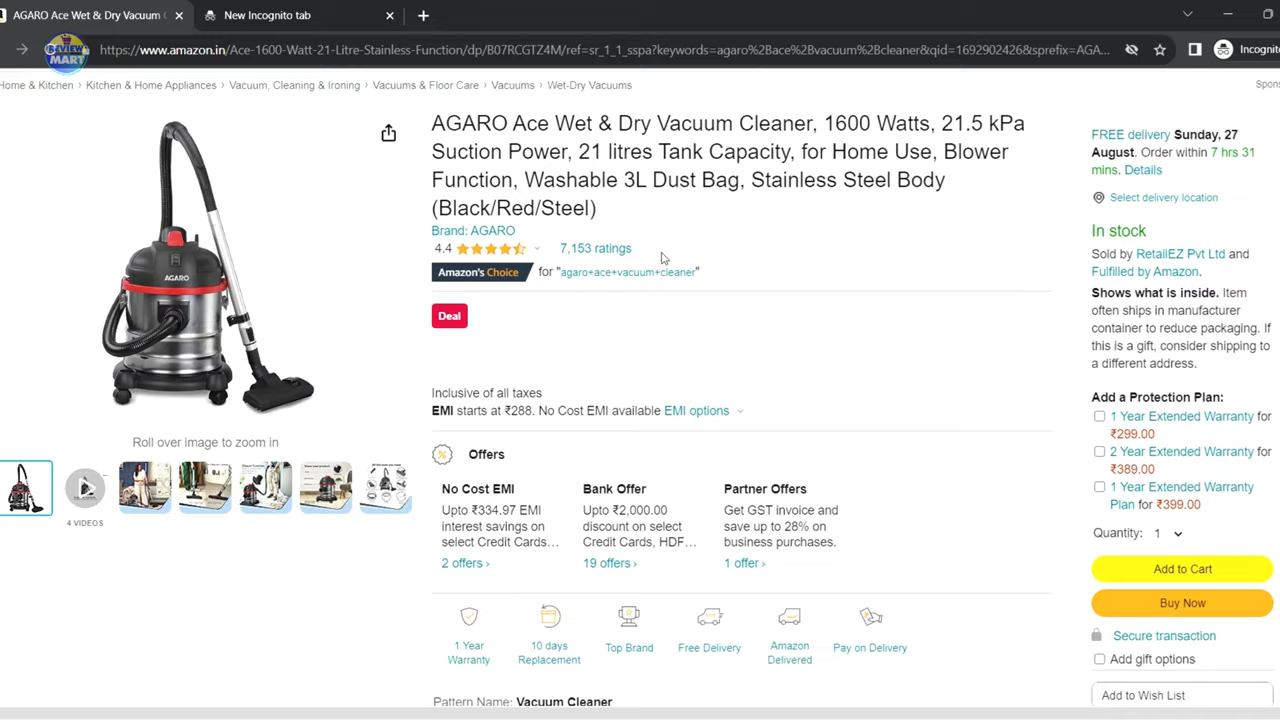 AGARO Ace Wet & Dry Vacuum C
New Incognito tab
REVIEW
MART
https://www.amazon.in/Ace-1600-Watt-21-Litre-Stainless-Function/dp/B07RCGTZ4M/ref=sr_1_1_sspa?keywords=agaro%2Bace%2Bvacuum%2Bcleaner&qid=1692902426&sprefix=AGA...
Incognito
Home & Kitchen › Kitchen & Home Appliances › Vacuum, Cleaning & Ironing › Vacuums & Floor Care › Vacuums › Wet-Dry Vacuums
Spons
AGARO Ace Wet & Dry Vacuum Cleaner, 1600 Watts, 21.5 kPa
Suction Power, 21 litres Tank Capacity, for Home Use, Blower
Function, Washable 3L Dust Bag, Stainless Steel Body
(Black/Red/Steel)
Brand: AGARO
4.4
7,153 ratings
Amazon's Choice for "agaro+ace+vacuum+cleaner"
Deal
Inclusive of all taxes
EMI starts at ₹288. No Cost EMI available EMI options
AGARO
Roll over image to zoom in
4 VIDEOS
Offers
No Cost EMI
Upto ₹334.97 EMI
interest savings on
select Credit Cards…
2 offers ›
Bank Offer
Upto ₹2,000.00
discount on select
Credit Cards, HDF…
19 offers ›
Partner Offers
Get GST invoice and
save up to 28% on
business purchases.
1 offer ›
1 Year
Warranty
10 days
Replacement
Top Brand
Free Delivery
Amazon
Delivered
Pay on Delivery
Pattern Name: Vacuum Cleaner
FREE delivery Sunday, 27
August. Order within 7 hrs 31
mins. Details
Select delivery location
In stock
Sold by RetailEZ Pvt Ltd and
Fulfilled by Amazon.
Shows what is inside. Item
often ships in manufacturer
container to reduce packaging. If
this is a gift, consider shipping to
a different address.
Add a Protection Plan:
1 Year Extended Warranty for
₹299.00
2 Year Extended Warranty for
₹389.00
1 Year Extended Warranty
Plan for ₹399.00
Quantity: 1
Add to Cart
Buy Now
Secure transaction
Add gift options
Add to Wish List